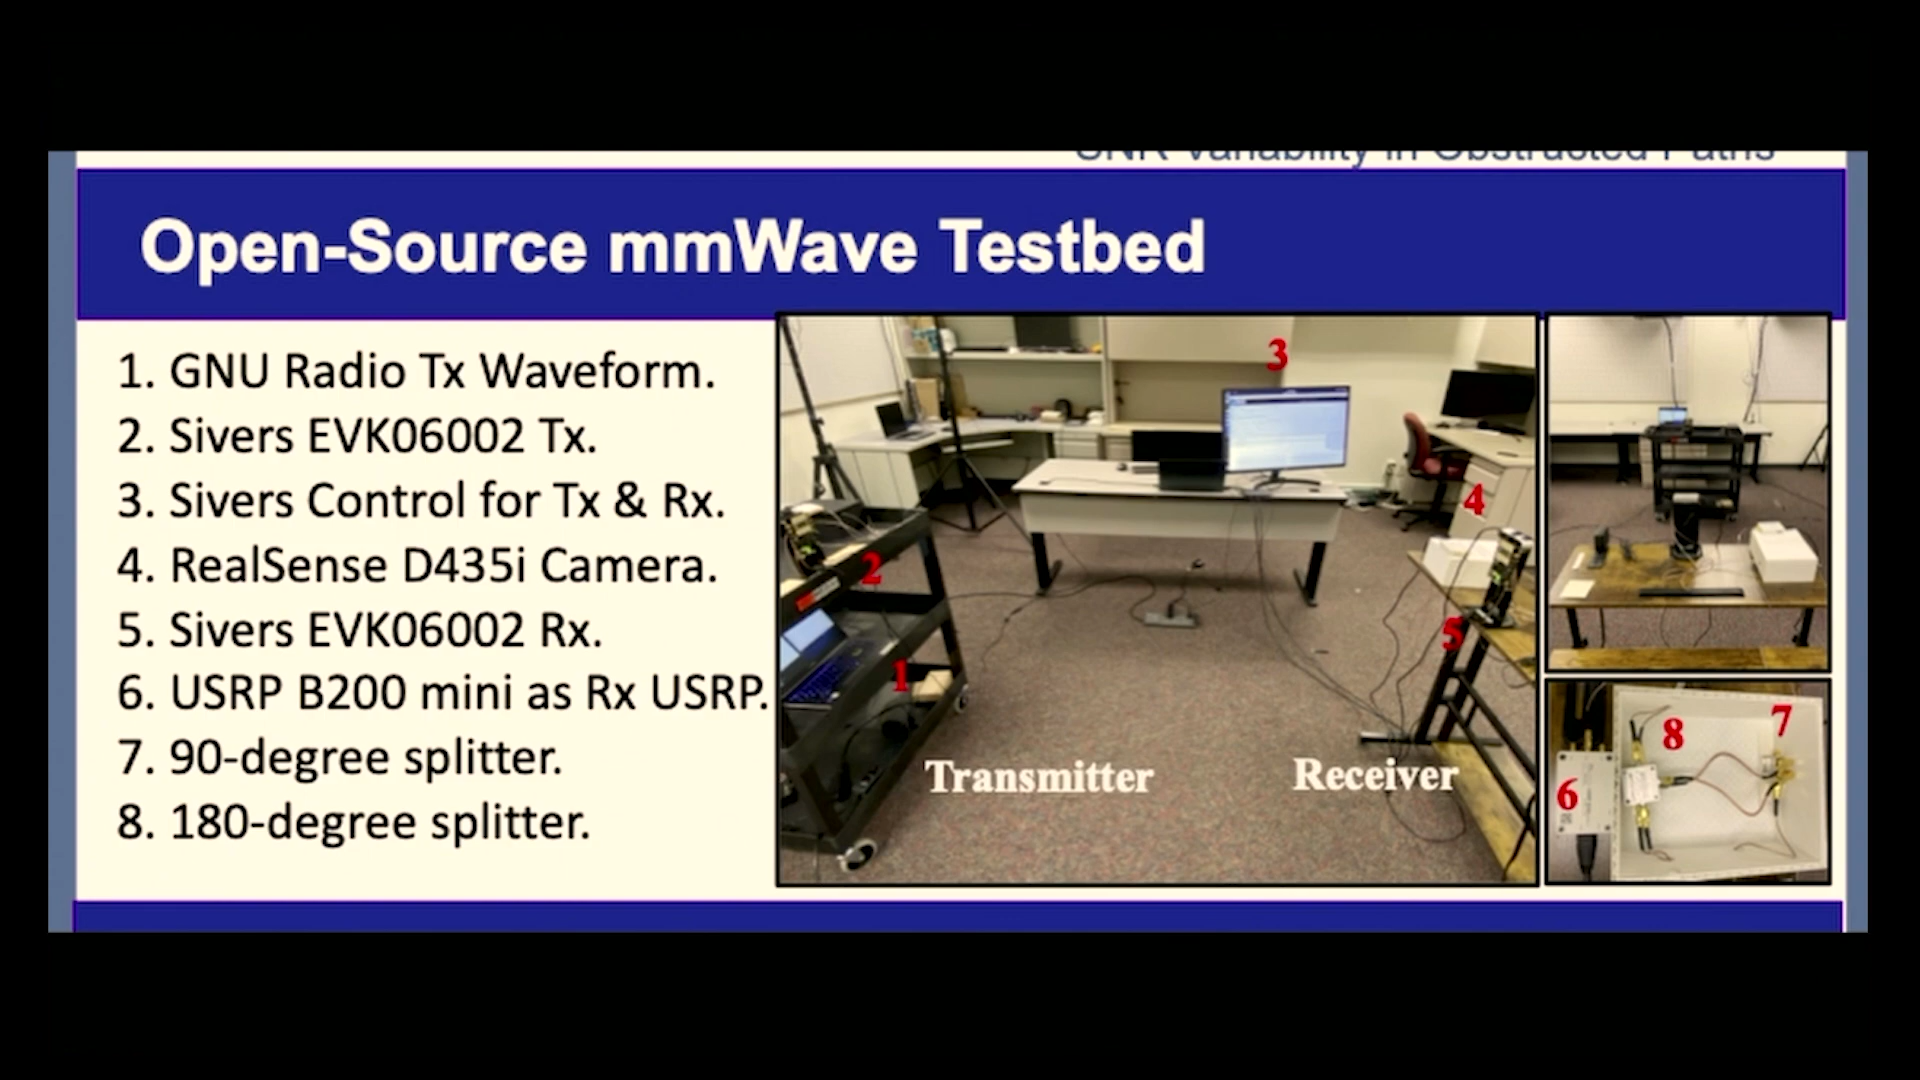 Open-Source mmWave Testbed
1. GNU Radio Tx Waveform.
2. Sivers EVK06002 Tx.
3. Sivers Control for Tx & Rx.
4. RealSense D435i Camera.
5. Sivers EVK06002 Rx.
6. USRP B200 mini as Rx USRP.
7. 90-degree splitter.
8. 180-degree splitter.
3
4
2
5
1
Transmitter
Receiver
8
7
6